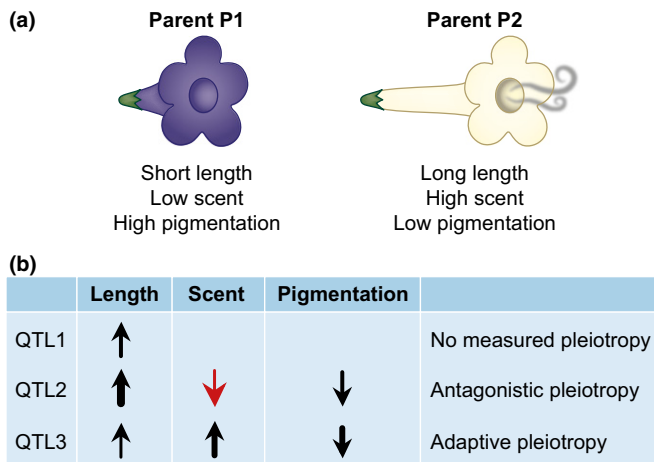 (a)
Parent P1 Parent P2
Short length Long length
Low scent High scent
High pigmentation Low pigmentation
(b)
Length Scent Pigmentation
QTL1 No measured pleiotropy
QTL2 Antagonistic pleiotropy
QTL3 Adaptive pleiotropy